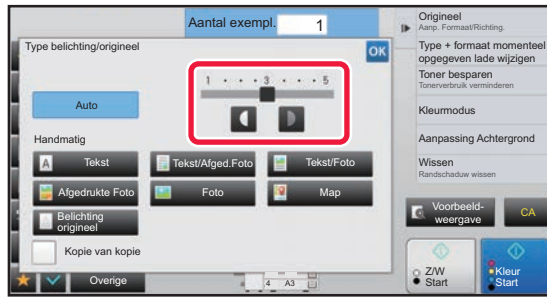 Aantal exempl. 1
Type belichting/origineel
OK
1 · · · 3 · · · 5
Auto
Handmatig
A Tekst
Tekst/Afged.Foto
Tekst/Foto
Afgedrukte Foto
Foto
Map
Belichting
origineel
Kopie van kopie
Overige
4 A3
Origineel
Aanp. Formaat/Richting.
Type + formaat momenteel
opgegeven lade wijzigen
Toner besparen
Tonerverbruik verminderen
Kleurmodus
Aanpassing Achtergrond
Wissen
Randschaduw wissen
Voorbeeld-
weergave
CA
Z/W
Start
Kleur
Start